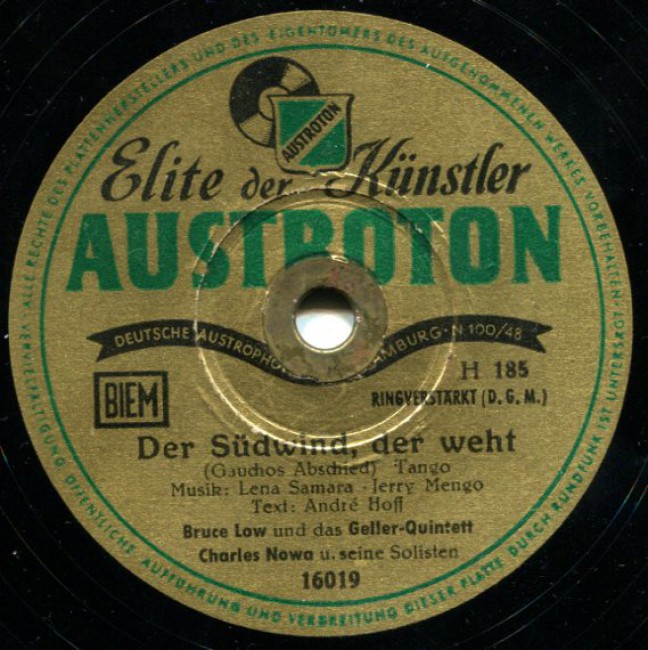 ALLE RECHTE DES PLATTENHERSTELLERS UND DES EIGENTÜMERS DES AUSGENOMMENEN WERKES VORBEHALTEN · VERVIELFÄLTIGUNG ÖFFENTLICHE AUFFÜHRUNG UND VERBREITUNG DIESER PLATTE DURCH RUNDFUNK IST UNTERSAGT
AUSTROTON
Elite der Künstler
AUSTROTON
DEUTSCHE AUSTROPHO MBURG · N 100/48
H 185
BIEM
RINGVERSTÄRKT (D. G. M.)
Der Südwind, der weht
(Gauchos Abschied) Tango
Musik: Lena Samara - Jerry Mengo
Text: André Hoff
Bruce Low und das Geller-Quintett
Charles Nowa u. seine Solisten
16019